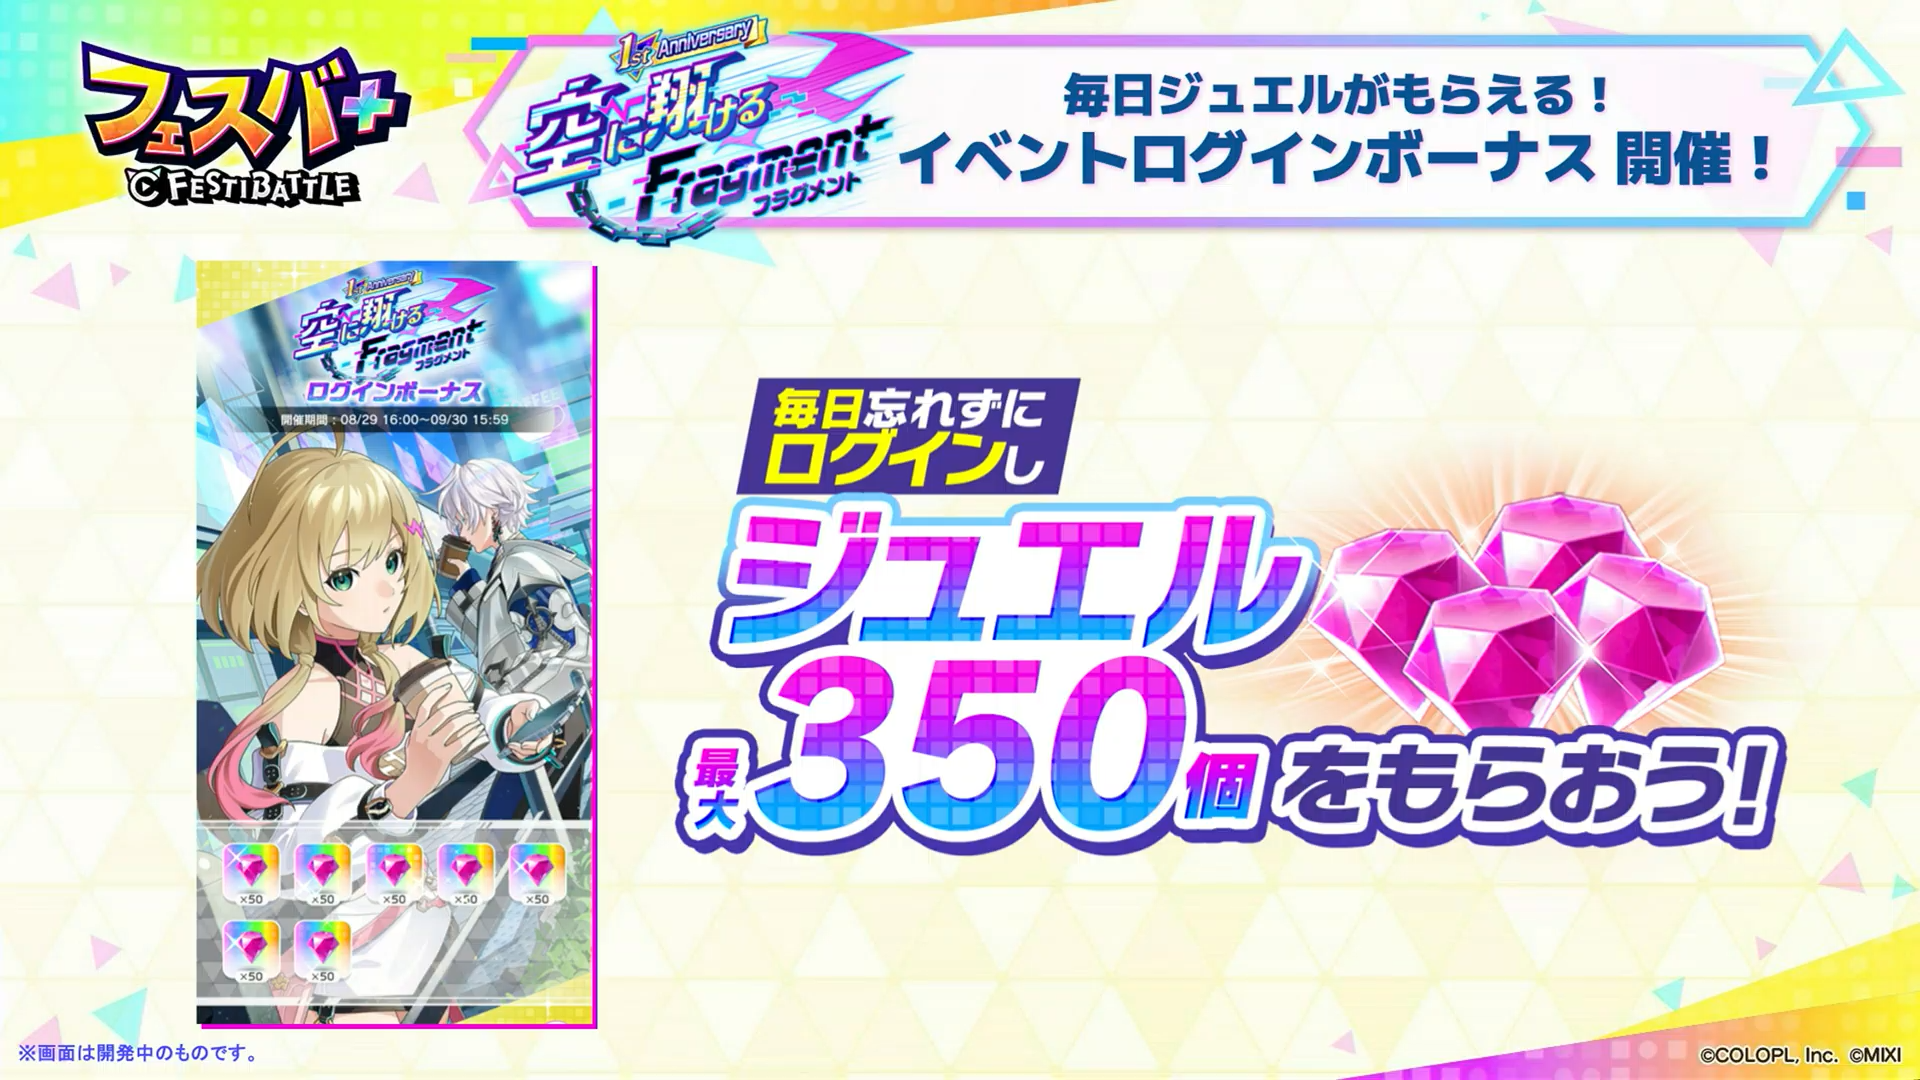 フェスバ+
FESTIBATTLE
1st Anniversary
空に翔ける
Fragment
フラグメント
毎日ジュエルがもらえる！
イベントログインボーナス 開催！
1st Anniversary
空に翔ける
Fragment
フラグメント
ログインボーナス
開催期間：08/29 16:00～09/30 15:59
×50 ×50 ×50 ×50 ×50
×50 ×50
毎日忘れずに
ログインし
ジュエル
最大350個をもらおう！
※画面は開発中のものです。
©COLOPL, Inc. ©MIXI